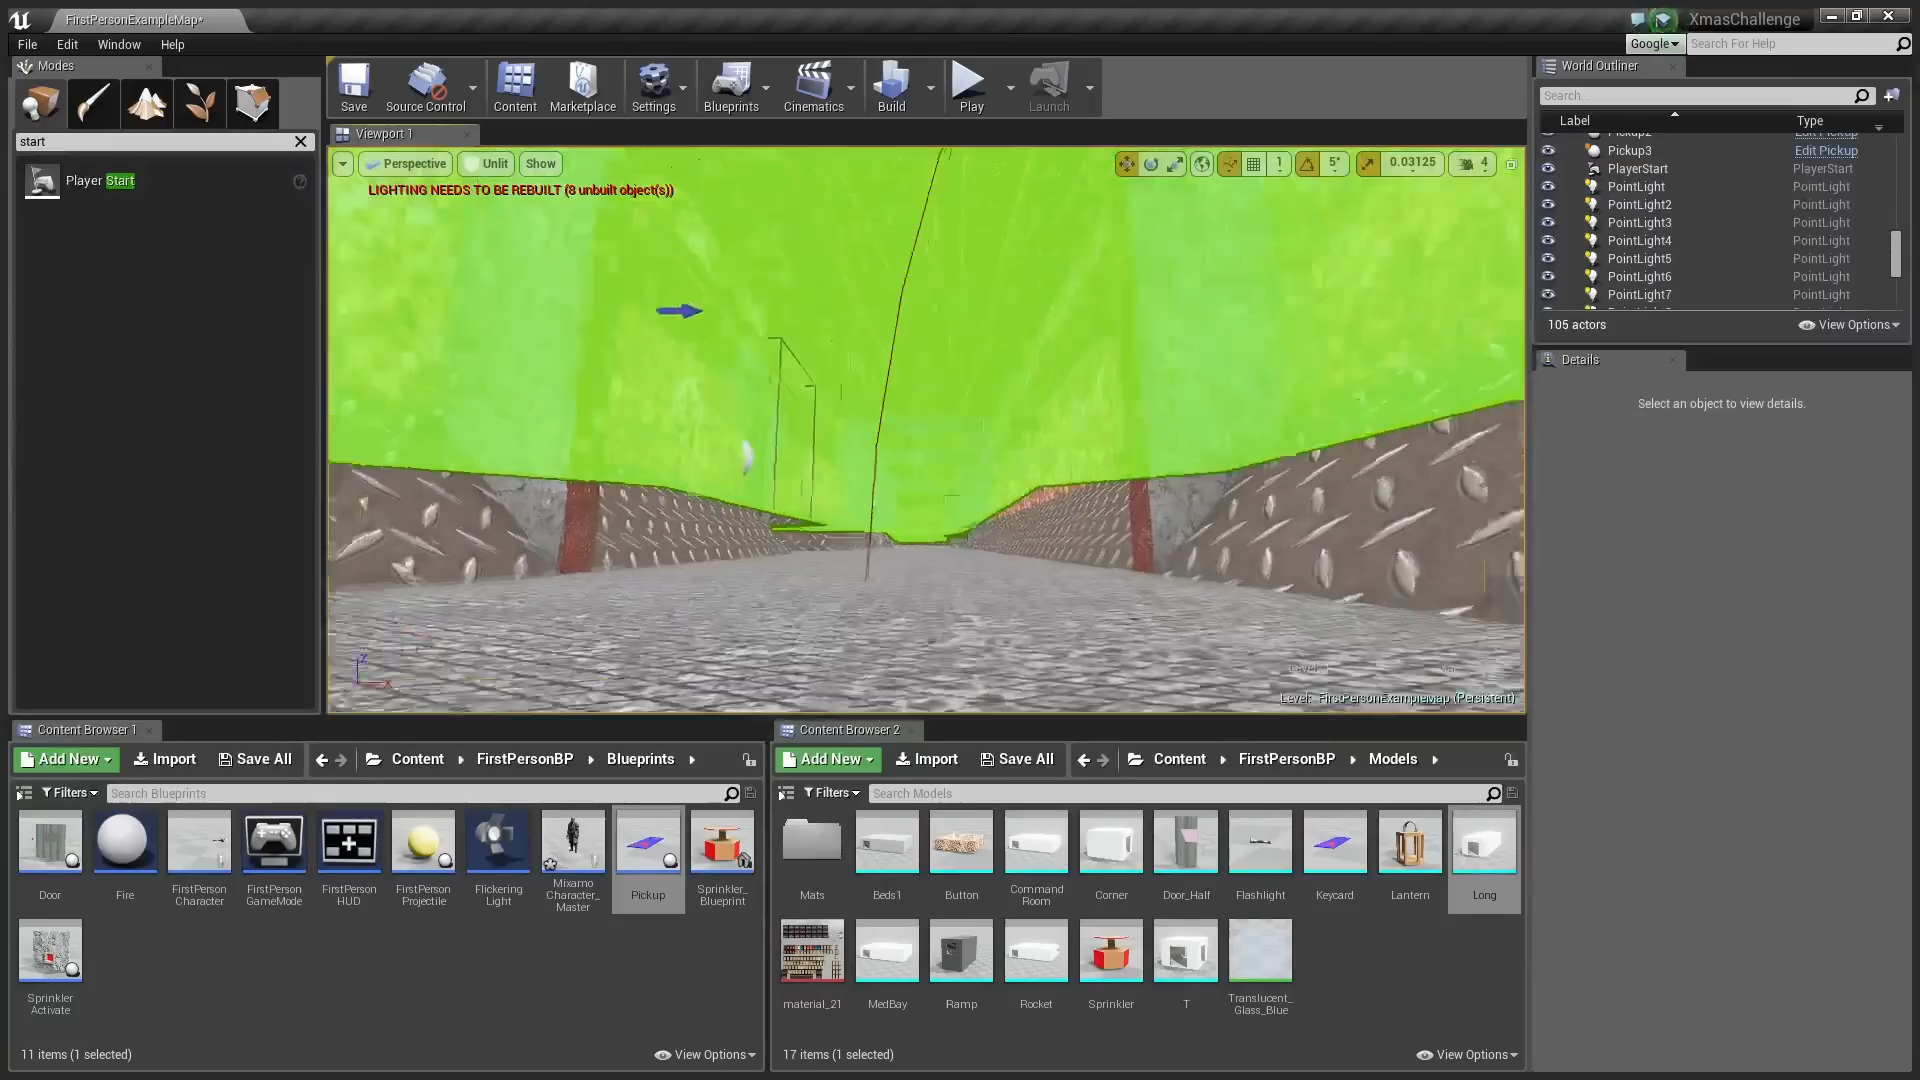 FirstPersonExampleMap*
XmasChallenge
File Edit Window Help
Google
Search For Help
Modes
start
Player Start
Save
Source Control
Content
Marketplace
Settings
Blueprints
Cinematics
Build
Play
Launch
Viewport 1
Perspective
Unlit
Show
1
5°
0.03125
4
LIGHTING NEEDS TO BE REBUILT (8 unbuilt object(s))
Level: FirstPersonExampleMap (Persistent)
World Outliner
Search...
Label Type
Pickup2 Edit Pickup
Pickup3 Edit Pickup
PlayerStart PlayerStart
PointLight PointLight
PointLight2 PointLight
PointLight3 PointLight
PointLight4 PointLight
PointLight5 PointLight
PointLight6 PointLight
PointLight7 PointLight
105 actors
View Options
Details
Select an object to view details.
Content Browser 1
Add New
Import
Save All
Content
FirstPersonBP
Blueprints
Filters
Search Blueprints
Door
Fire
FirstPerson
Character
FirstPerson
GameMode
FirstPerson
HUD
FirstPerson
Projectile
Flickering
Light
Mixamo
Character_
Master
Pickup
Sprinkler_
Blueprint
Sprinkler
Activate
11 items (1 selected)
View Options
Content Browser 2
Add New
Import
Save All
Content
FirstPersonBP
Models
Filters
Search Models
Mats
Beds1
Button
Command
Room
Corner
Door_Half
Flashlight
Keycard
Lantern
Long
material_21
MedBay
Ramp
Rocket
Sprinkler
T
Translucent_
Glass_Blue
17 items (1 selected)
View Options